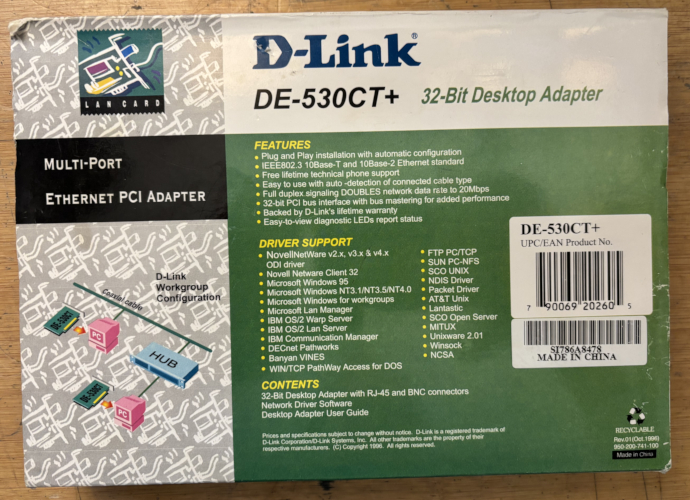 LAN CARD
D-Link®
DE-530CT+ 32-Bit Desktop Adapter
MULTI-PORT
ETHERNET PCI ADAPTER
FEATURES
• Plug and Play installation with automatic configuration
• IEEE802.3 10Base-T and 10Base-2 Ethernet standard
• Free lifetime technical phone support
• Easy to use with auto -detection of connected cable type
• Full duplex signaling DOUBLES network data rate to 20Mbps
• 32-bit PCI bus interface with bus mastering for added performance
• Backed by D-Link's lifetime warranty
• Easy-to-view diagnostic LEDs report status
DRIVER SUPPORT
• NovellNetWare v2.x, v3.x & v4.x
ODI driver
• Novell Netware Client 32
• Microsoft Windows 95
• Microsoft Windows NT3.1/NT3.5/NT4.0
• Microsoft Windows for workgroups
• Microsoft Lan Manager
• IBM OS/2 Warp Server
• IBM OS/2 Lan Server
• IBM Communication Manager
• DECnet Pathworks
• Banyan VINES
• WIN/TCP PathWay Access for DOS
• FTP PC/TCP
• SUN PC-NFS
• SCO UNIX
• NDIS Driver
• Packet Driver
• AT&T Unix
• Lantastic
• SCO Open Server
• MITUX
• Unixware 2.01
• Winsock
• NCSA
CONTENTS
32-Bit Desktop Adapter with RJ-45 and BNC connectors
Network Driver Software
Desktop Adapter User Guide
Prices and specifications subject to change without notice. D-Link is a registered trademark of
D-Link Corporation/D-Link Systems, Inc. All other trademarks are the property of their
respective manufacturers. (C) Copyright 1996. All rights reserved.
D-Link
Workgroup
Configuration
Coaxial cable
DE-530CT
PC
HUB
DE-530CT
PC
DE-530CT+
UPC/EAN Product No.
7 90069 20260 5
SI786A8478
MADE IN CHINA
RECYCLABLE
Rev.01(Oct.1996)
950-200-741-100
Made in China